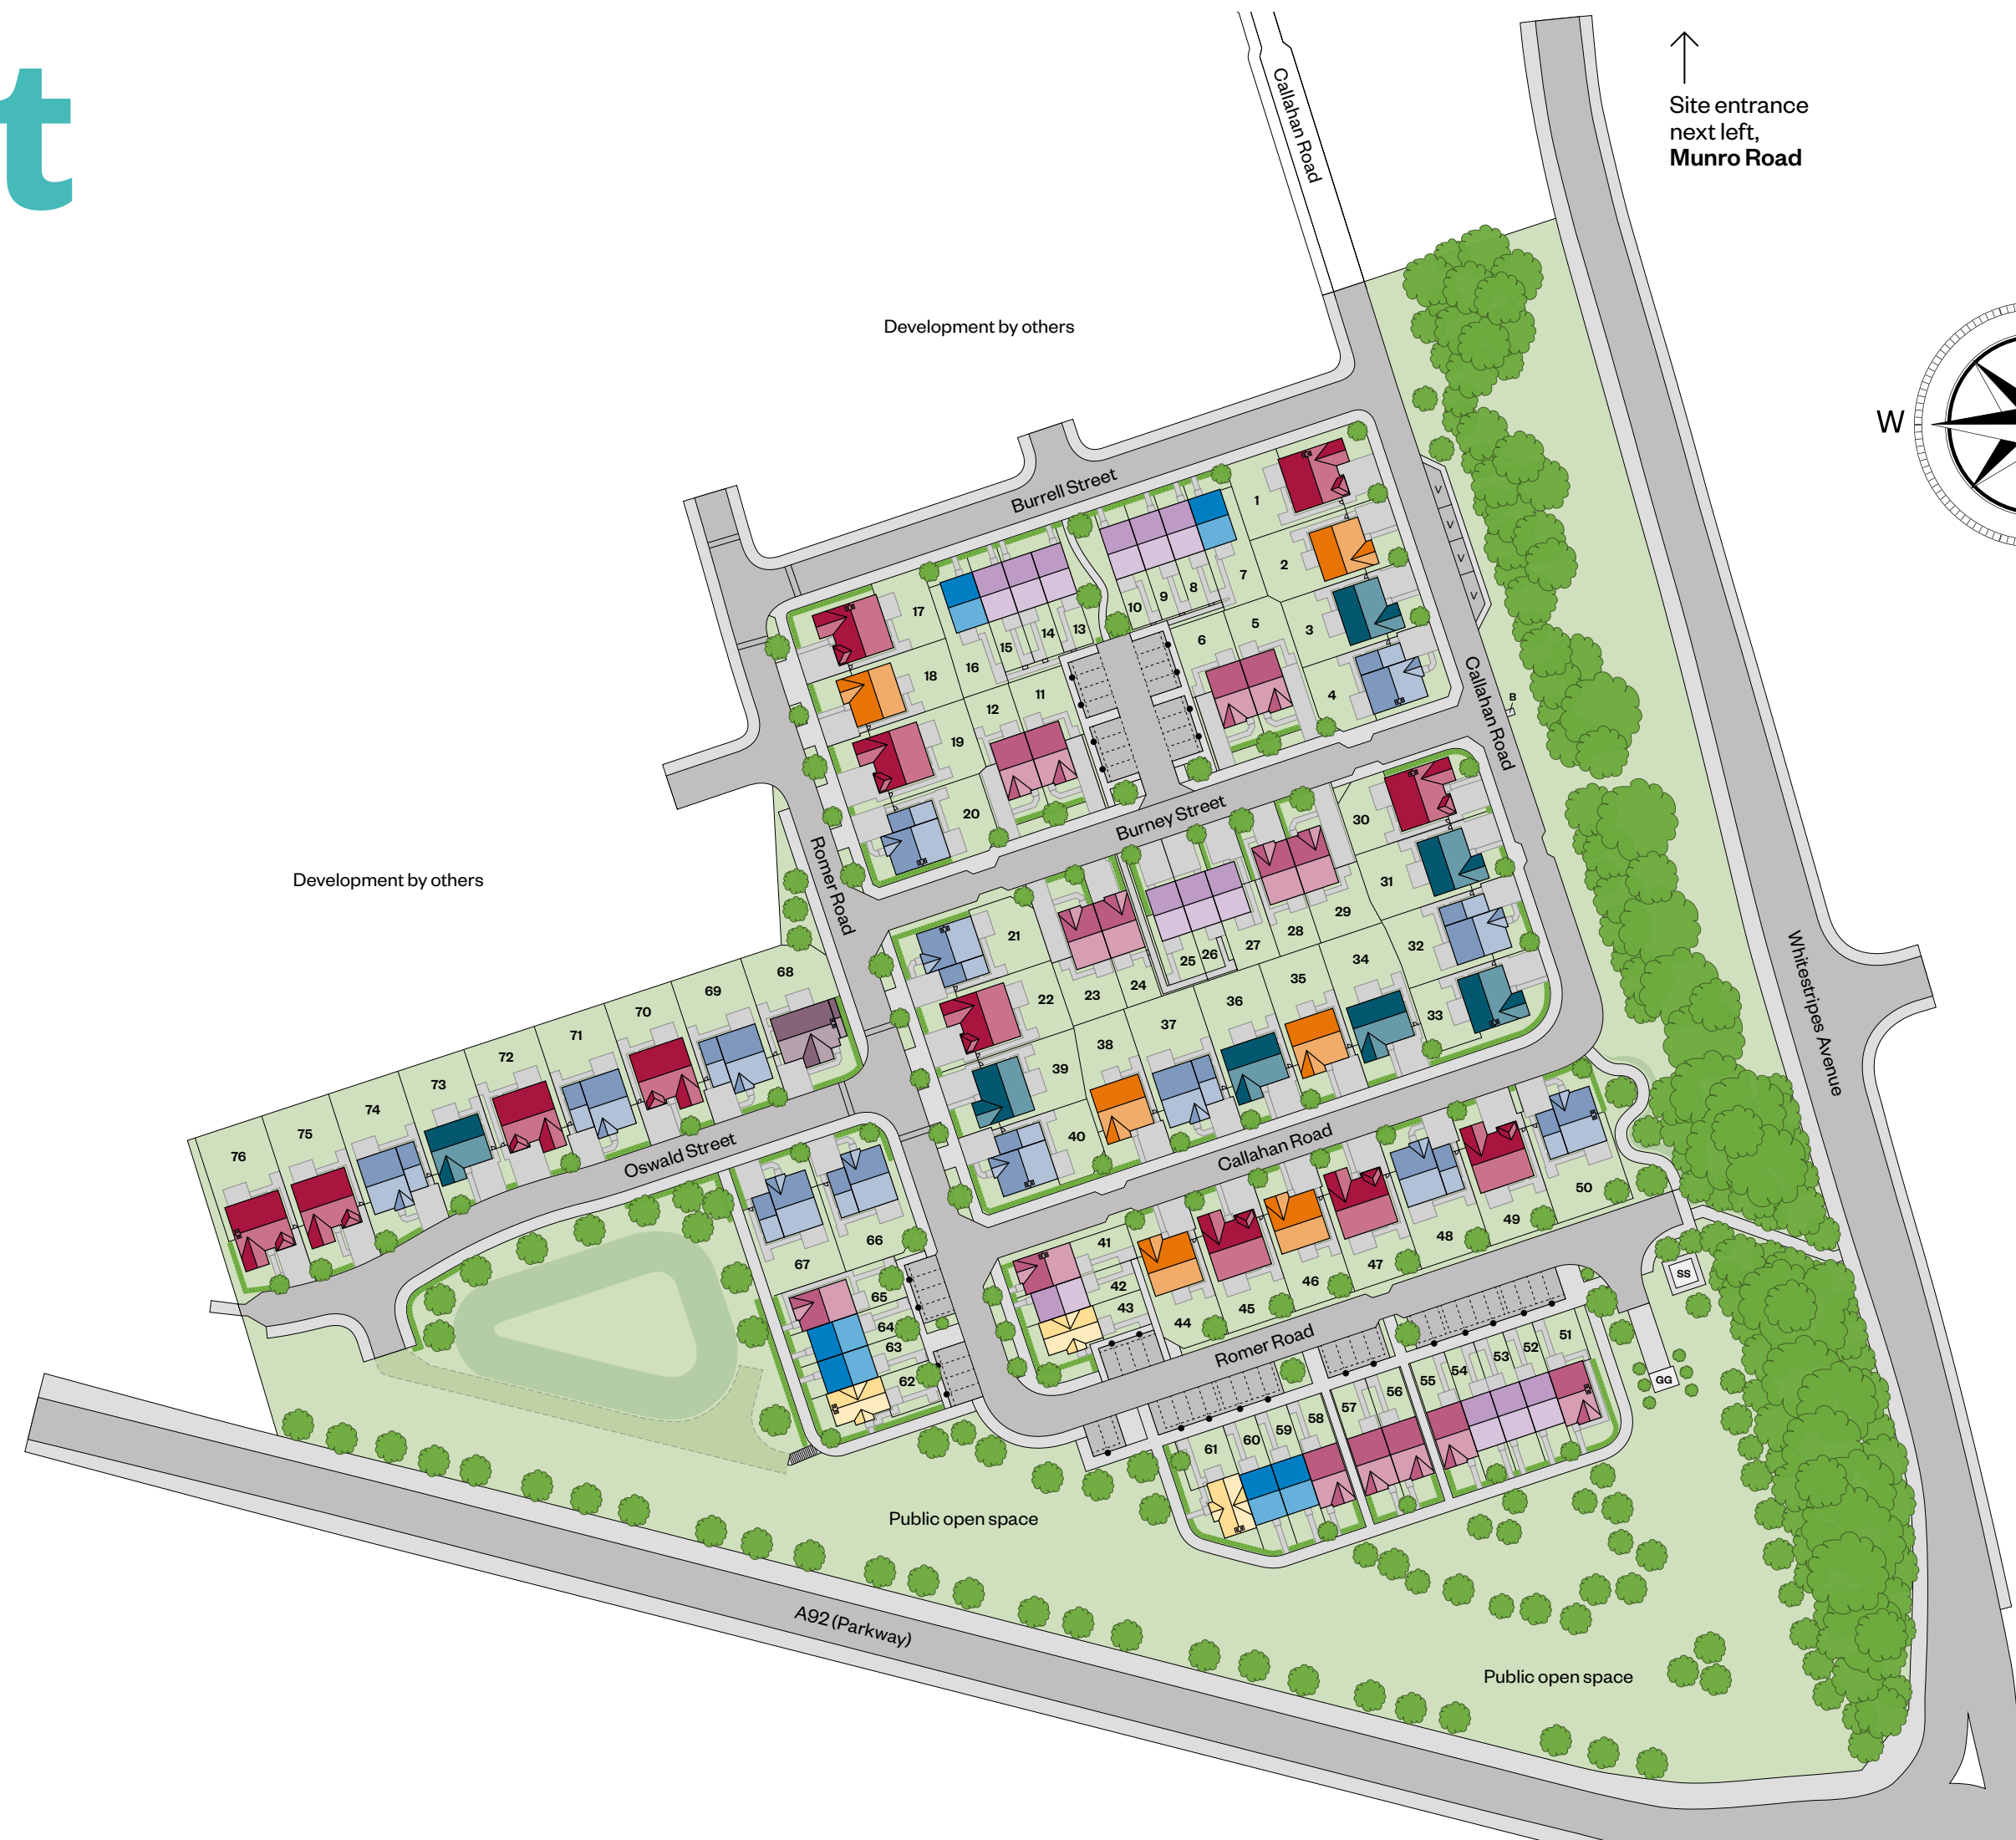 t
Callahan Road
Site entrance
next left,
Munro Road
Development by others
W
Burrell Street
1
2
3
4
5
6
7
8
9
10
11
12
13
14
15
16
17
18
19
20
V
V
V
V
B
Callahan Road
Burney Street
Romer Road
Development by others
21
22
23
24
25
26
27
28
29
30
31
32
33
34
35
36
37
38
39
40
Whitestripes Avenue
68
69
70
71
72
73
74
75
76
Oswald Street
Callahan Road
41
42
43
44
45
46
47
48
49
50
66
67
65
64
63
62
SS
GG
Romer Road
51
52
53
54
55
56
57
58
59
60
61
Public open space
A92 (Parkway)
Public open space